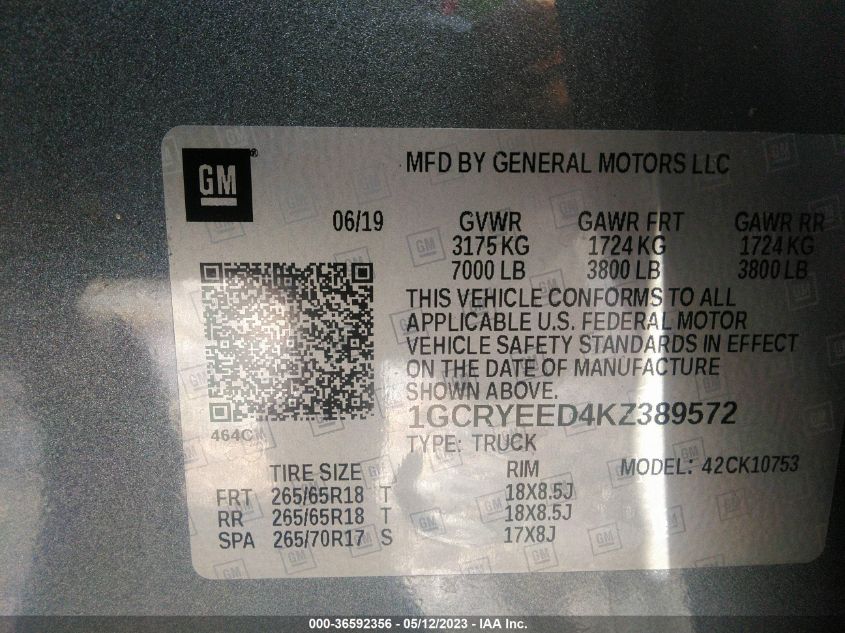 GM®
MFD BY GENERAL MOTORS LLC
06/19 GVWR GAWR FRT GAWR RR
3175 KG 1724 KG 1724 KG
7000 LB 3800 LB 3800 LB
THIS VEHICLE CONFORMS TO ALL
APPLICABLE U.S. FEDERAL MOTOR
VEHICLE SAFETY STANDARDS IN EFFECT
ON THE DATE OF MANUFACTURE
SHOWN ABOVE.
464C
1GCRYEED4KZ389572
TYPE: TRUCK
TIRE SIZE RIM MODEL: 42CK10753
FRT 265/65R18 T 18X8.5J
RR 265/65R18 T 18X8.5J
SPA 265/70R17 S 17X8J
000-36592356 - 05/12/2023 - IAA Inc.